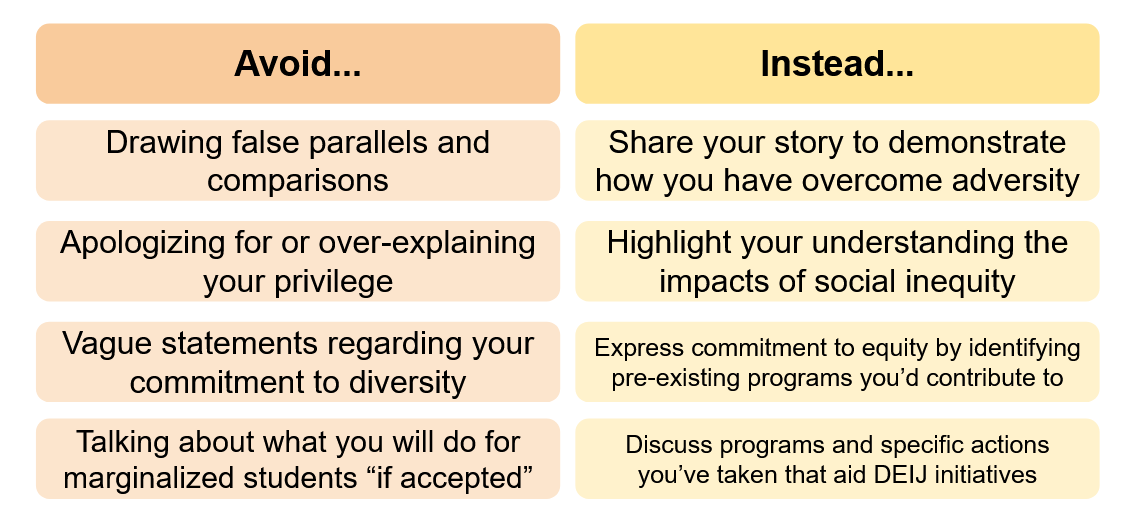 Avoid...
Instead...
Drawing false parallels and
comparisons
Share your story to demonstrate
how you have overcome adversity
Apologizing for or over-explaining
your privilege
Highlight your understanding the
impacts of social inequity
Vague statements regarding your
commitment to diversity
Express commitment to equity by identifying
pre-existing programs you’d contribute to
Talking about what you will do for
marginalized students “if accepted”
Discuss programs and specific actions
you’ve taken that aid DEIJ initiatives